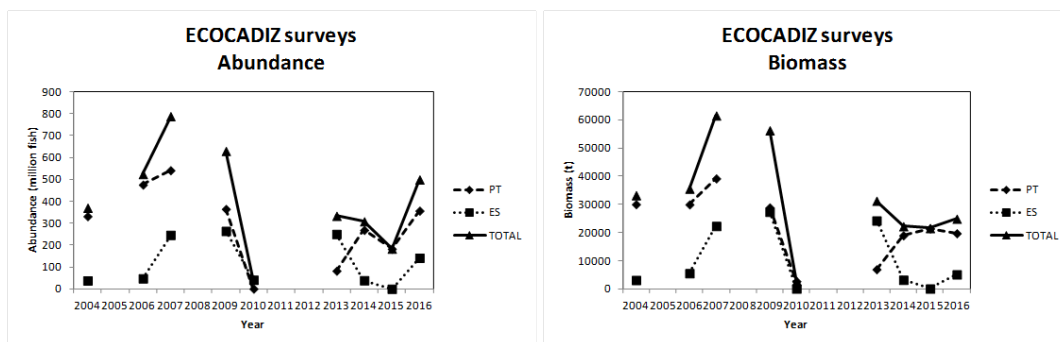 ECOCADIZ surveys
Abundance
900
800
700
600
500
400
300
200
100
0
Abundance (million fish)
2004 2005 2006 2007 2008 2009 2010 2011 2012 2013 2014 2015 2016
Year
PT
ES
TOTAL
ECOCADIZ surveys
Biomass
70000
60000
50000
40000
30000
20000
10000
0
Biomass (t)
2004 2005 2006 2007 2008 2009 2010 2011 2012 2013 2014 2015 2016
Year
PT
ES
TOTAL